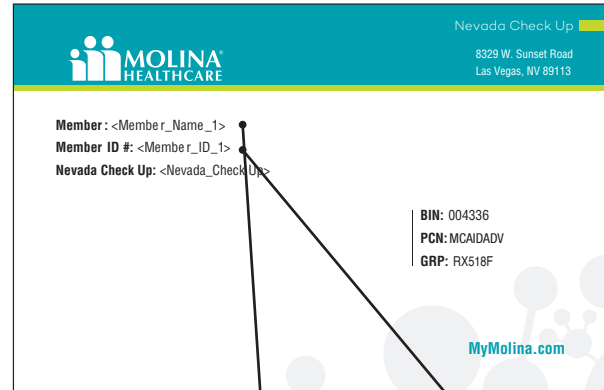 Nevada Check Up
MOLINA
HEALTHCARE
8329 W. Sunset Road
Las Vegas, NV 89113
Member: <Member_Name_1>
Member ID #: <Member_ID_1>
Nevada Check Up: <Nevada_Check Up>
BIN: 004336
PCN: MCAIDADV
GRP: RX518F
MyMolina.com